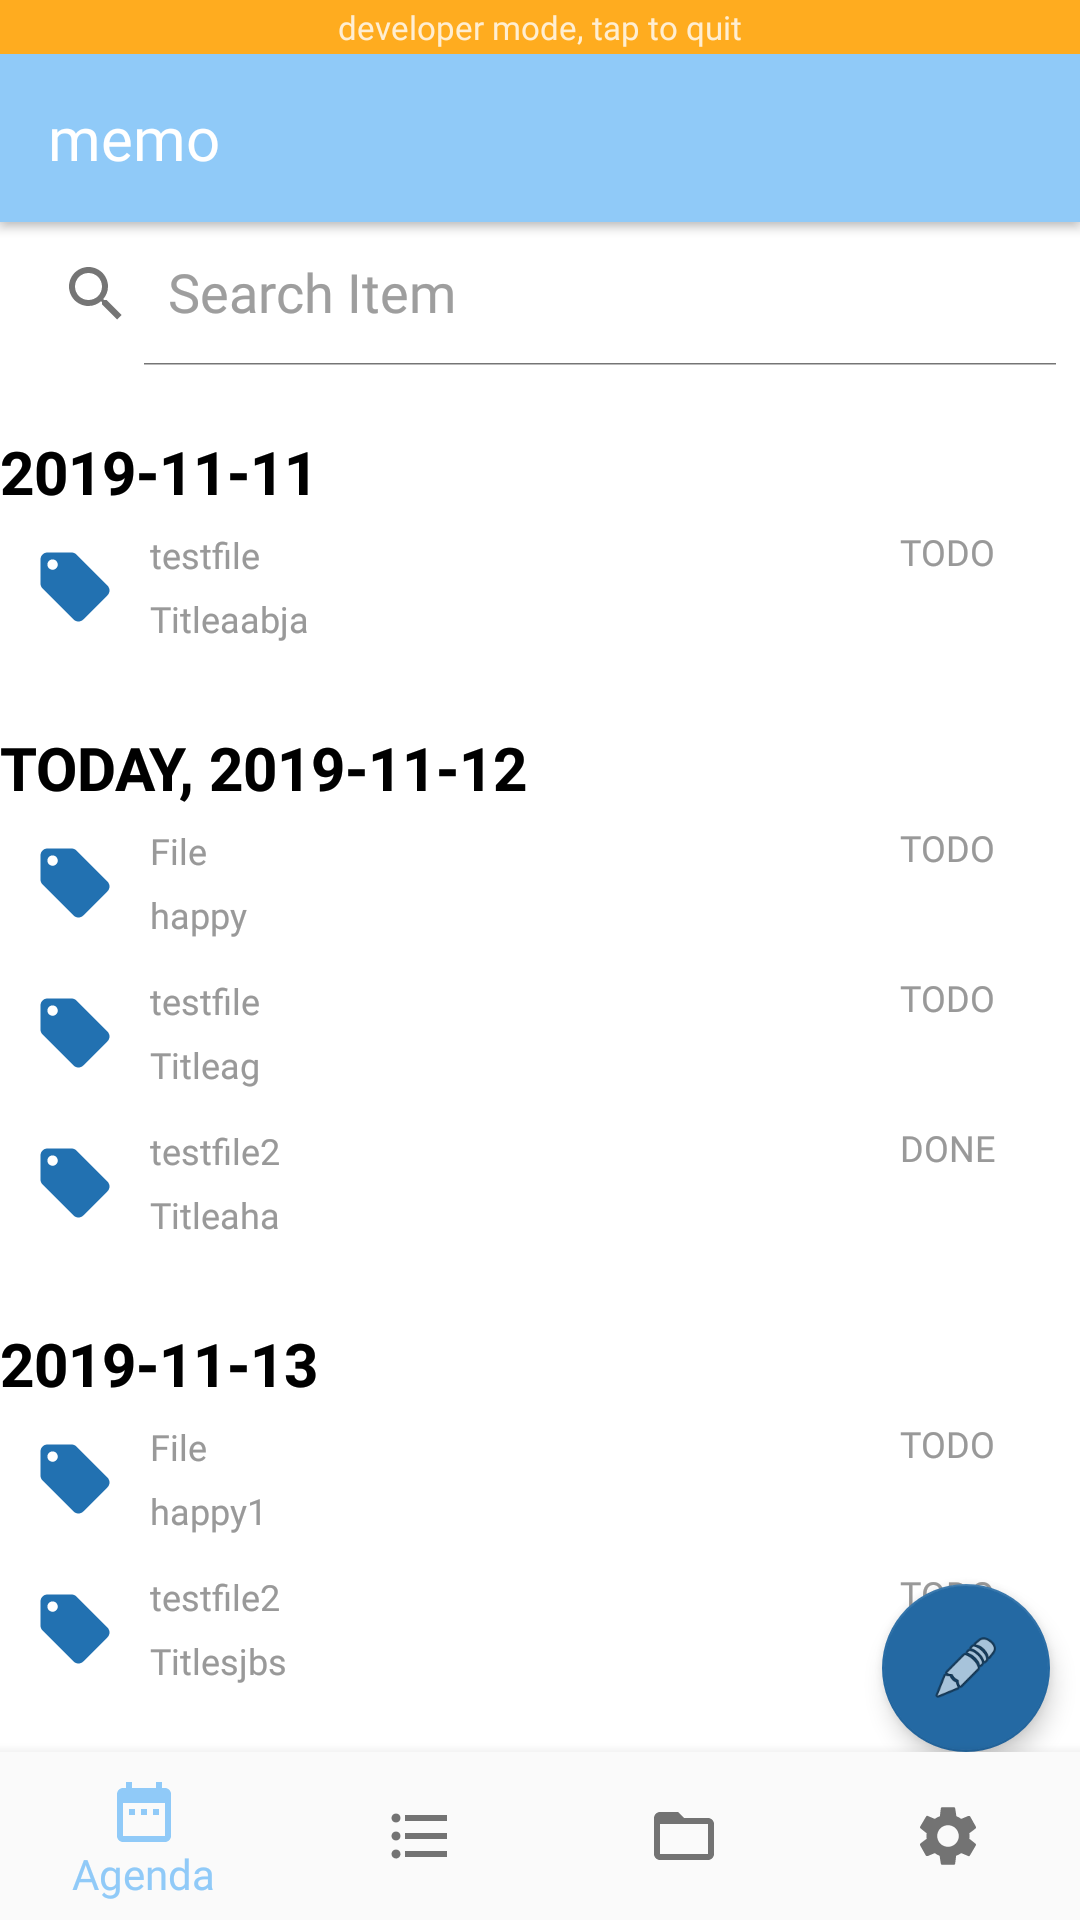 developer mode, tap to quit
memo
Search Item
2019-11-11
testfile
TODO
Titleaabja
TODAY, 2019-11-12
File
TODO
happy
testfile
TODO
Titleag
testfile2
DONE
Titleaha
2019-11-13
File
TODO
happy1
testfile2
Titlesjbs
Agenda